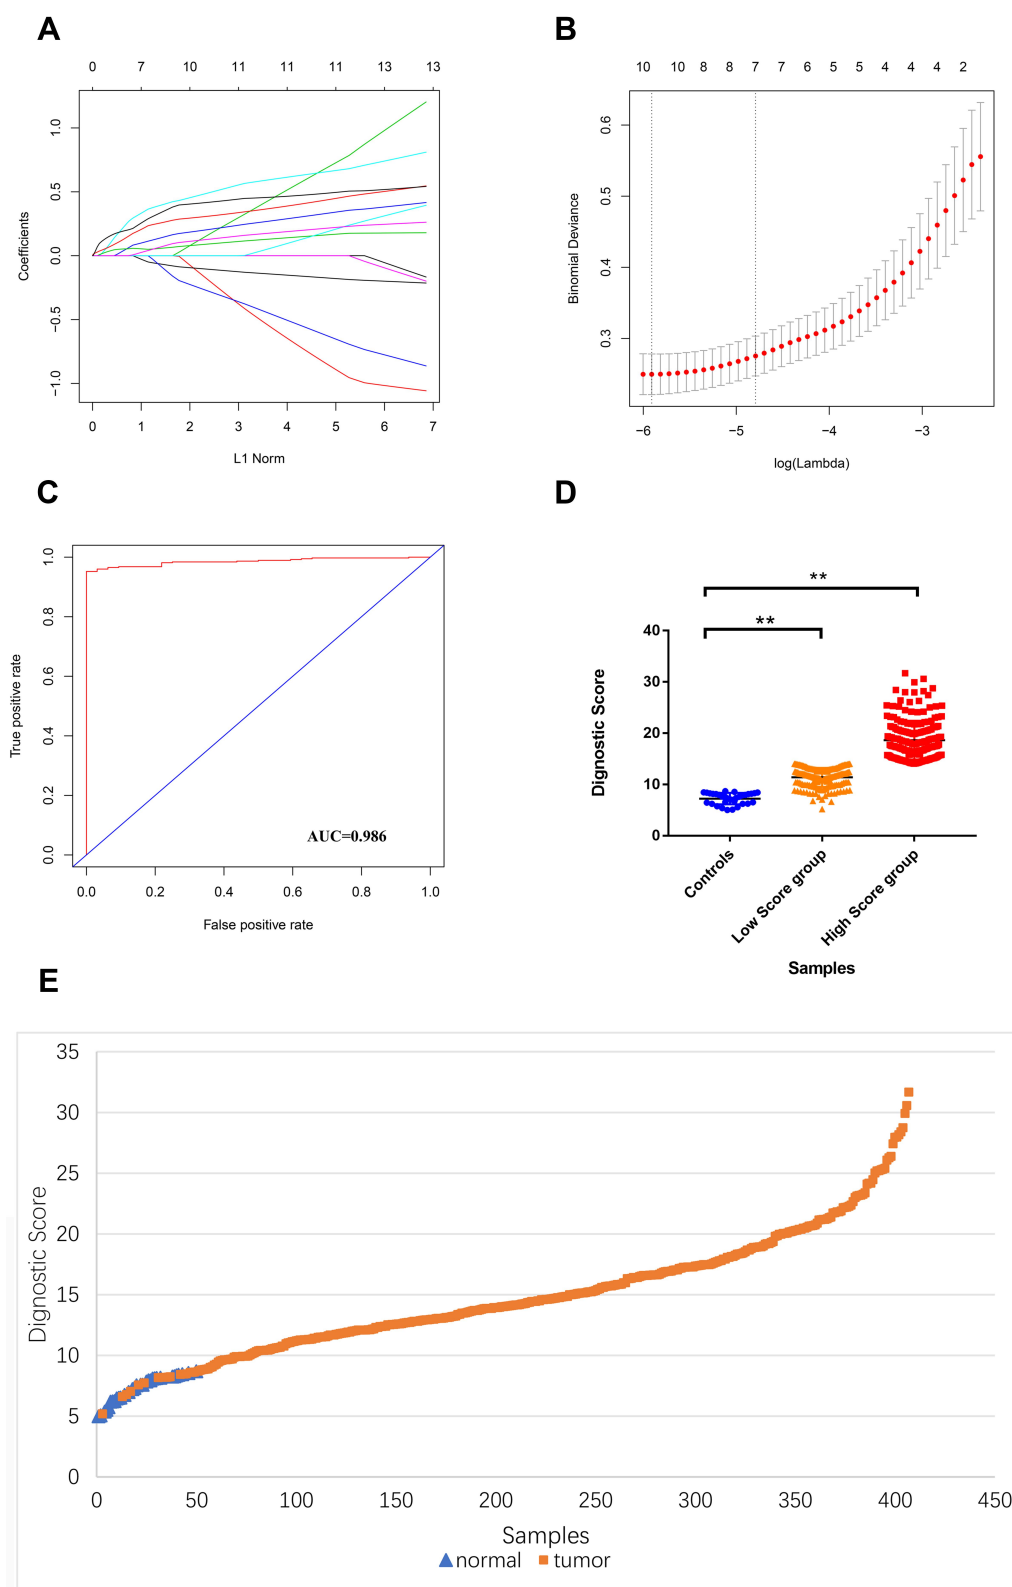 A
0 7 10 11 11 11 13 13
Coefficients
1.0
0.5
0.0
−0.5
−1.0
0 1 2 3 4 5 6 7
L1 Norm
B
10 10 8 8 7 7 6 5 5 4 4 4 2
Binomial Deviance
0.6
0.5
0.4
0.3
−6 −5 −4 −3
log(Lambda)
C
True positive rate
1.0
0.8
0.6
0.4
0.2
0.0
AUC=0.986
0.0 0.2 0.4 0.6 0.8 1.0
False positive rate
D
**
**
Dignostic Score
40
30
20
10
0
Controls
Low Score group
High Score group
Samples
E
Dignostic Score
35
30
25
20
15
10
5
0
0 50 100 150 200 250 300 350 400 450
Samples
normal tumor